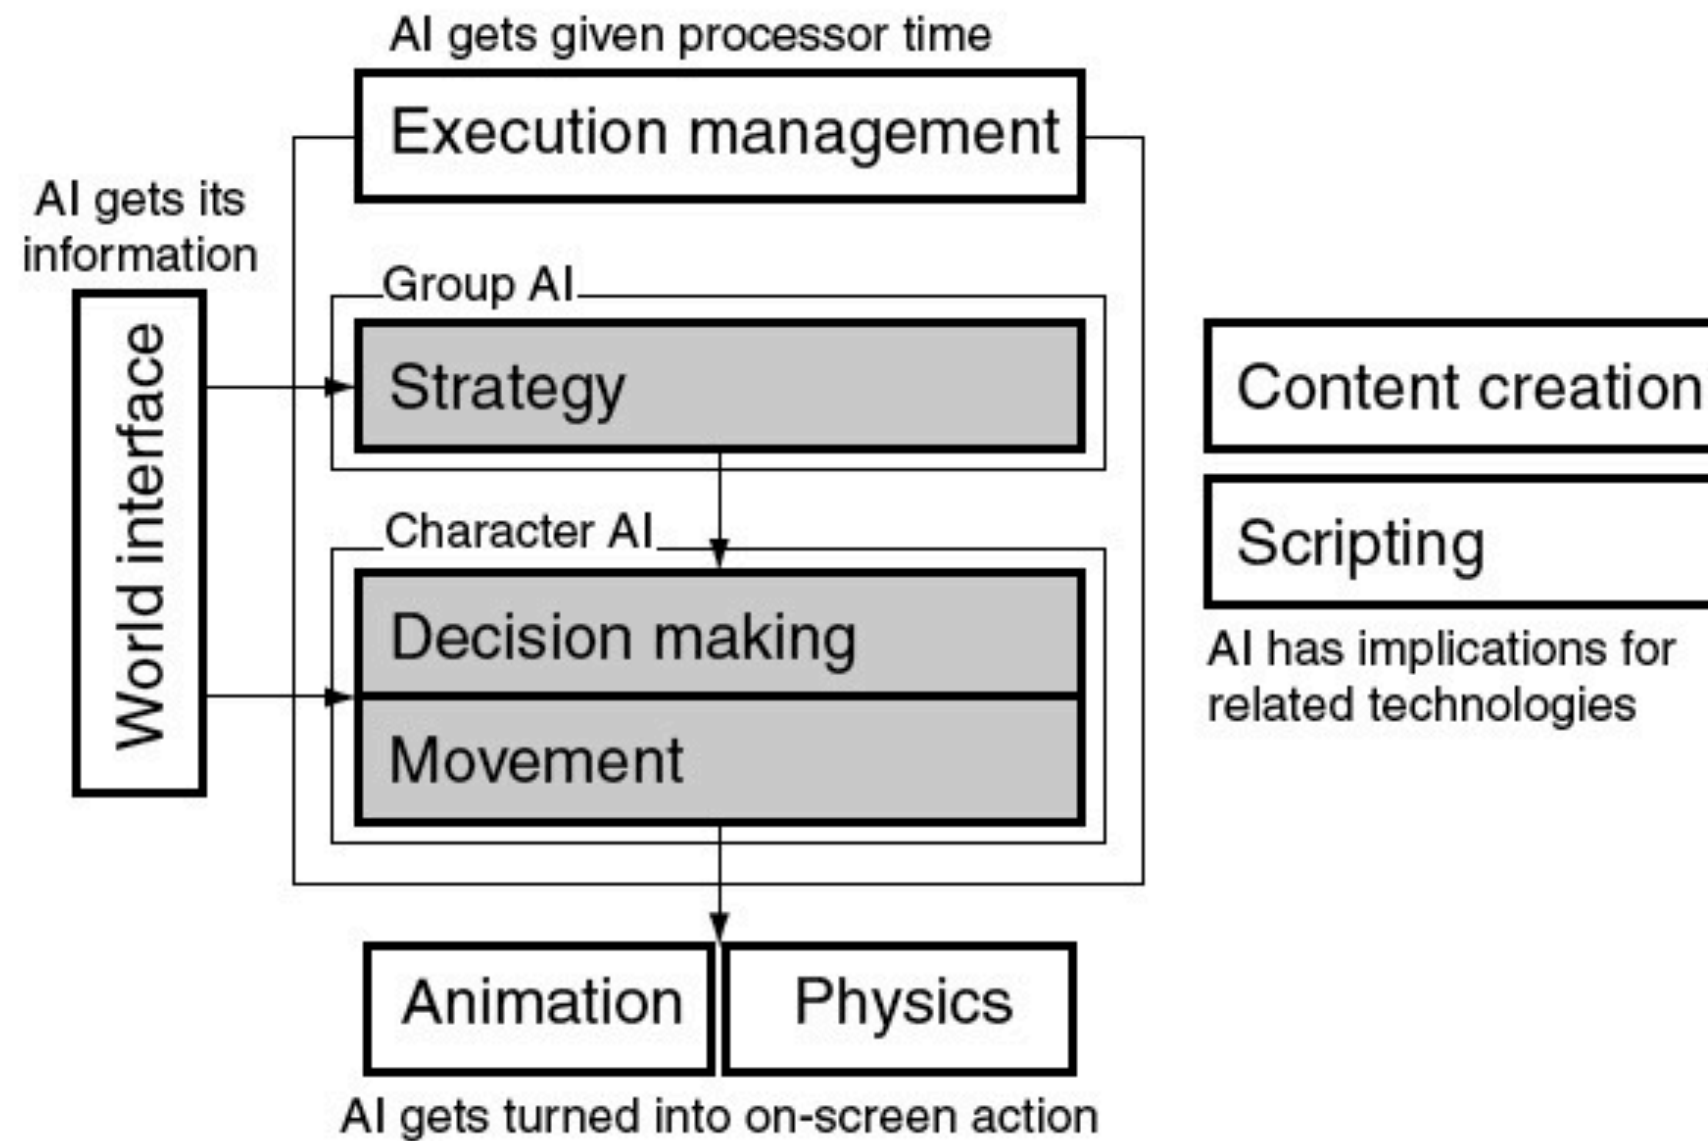 AI gets given processor time
Execution management
AI gets its
information
World interface
Group AI
Strategy
Character AI
Decision making
Movement
Content creation
Scripting
AI has implications for
related technologies
Animation
Physics
AI gets turned into on-screen action